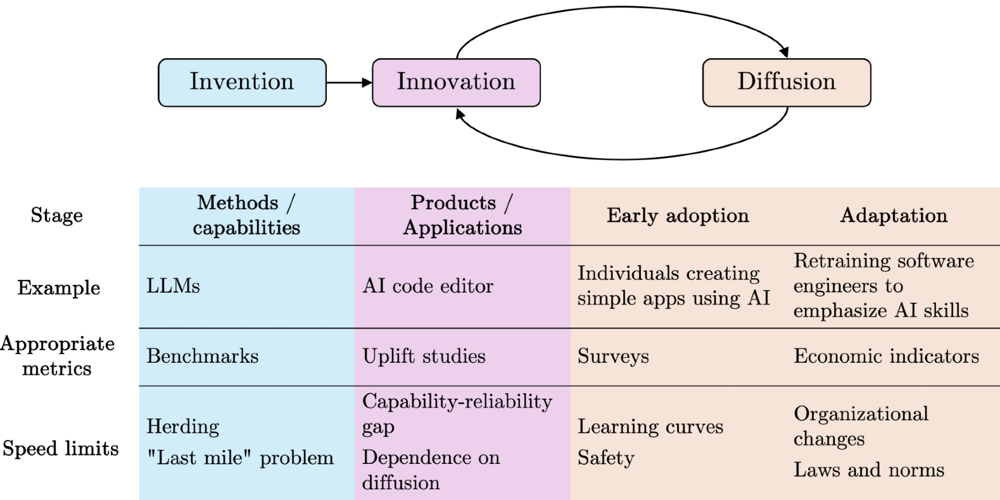 Invention
Innovation
Diffusion
Stage
Methods /
capabilities
Products /
Applications
Early adoption
Adaptation
Example
LLMs
AI code editor
Individuals creating
simple apps using AI
Retraining software
engineers to
emphasize AI skills
Appropriate
metrics
Benchmarks
Uplift studies
Surveys
Economic indicators
Speed limits
Herding
"Last mile" problem
Capability-reliability
gap
Dependence on
diffusion
Learning curves
Safety
Organizational
changes
Laws and norms